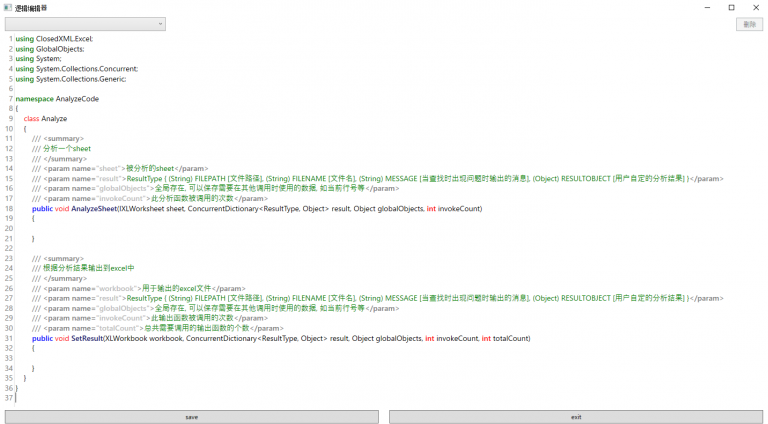 逻辑编辑器
删除
1 using ClosedXML.Excel;
2 using GlobalObjects;
3 using System;
4 using System.Collections.Concurrent;
5 using System.Collections.Generic;
6
7 namespace AnalyzeCode
8 {
9 class Analyze
10 {
11 /// <summary>
12 /// 分析一个sheet
13 /// </summary>
14 /// <param name="sheet">被分析的sheet</param>
15 /// <param name="result">ResultType { (String) FILEPATH [文件路径], (String) FILENAME [文件名], (String) MESSAGE [当查找时出现问题时输出的消息], (Object) RESULTOBJECT [用户自定的分析结果] }</param>
16 /// <param name="globalObjects">全局存在, 可以保存需要在其他调用时使用的数据, 如当前行号等</param>
17 /// <param name="invokeCount">此分析函数被调用的次数</param>
18 public void AnalyzeSheet(IXLWorksheet sheet, ConcurrentDictionary<ResultType, Object> result, Object globalObjects, int invokeCount)
19 {
20
21 }
22
23 /// <summary>
24 /// 根据分析结果输出到excel中
25 /// </summary>
26 /// <param name="workbook">用于输出的excel文件</param>
27 /// <param name="result">ResultType { (String) FILEPATH [文件路径], (String) FILENAME [文件名], (String) MESSAGE [当查找时出现问题时输出的消息], (Object) RESULTOBJECT [用户自定的分析结果] }</param>
28 /// <param name="globalObjects">全局存在, 可以保存需要在其他调用时使用的数据, 如当前行号等</param>
29 /// <param name="invokeCount">此输出函数被调用的次数</param>
30 /// <param name="totalCount">总共需要调用的输出函数的个数</param>
31 public void SetResult(XLWorkbook workbook, ConcurrentDictionary<ResultType, Object> result, Object globalObjects, int invokeCount, int totalCount)
32 {
33
34 }
35 }
36 }
37
save
exit